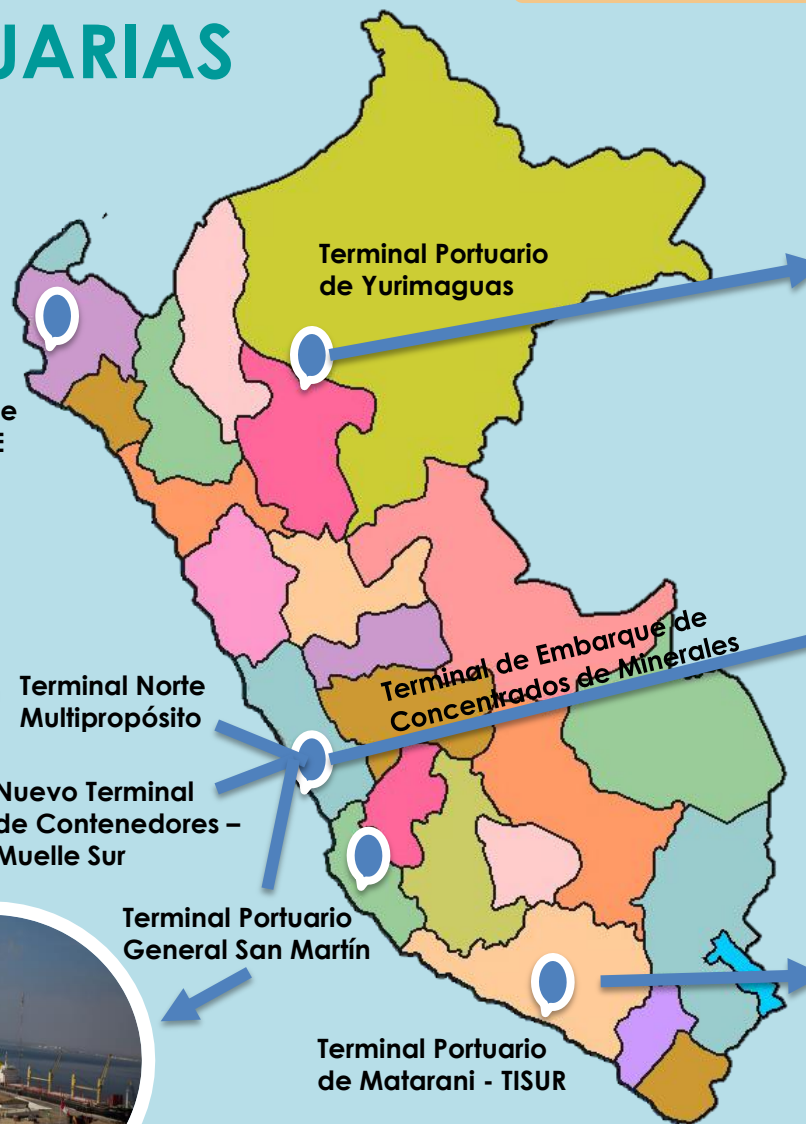 UARIAS
Terminal Portuario
de Yurimaguas
e
E
Terminal de Embarque de
Concentrados de Minerales
Terminal Norte
Multipropósito
Nuevo Terminal
de Contenedores –
Muelle Sur
Terminal Portuario
General San Martín
Terminal Portuario
de Matarani - TISUR